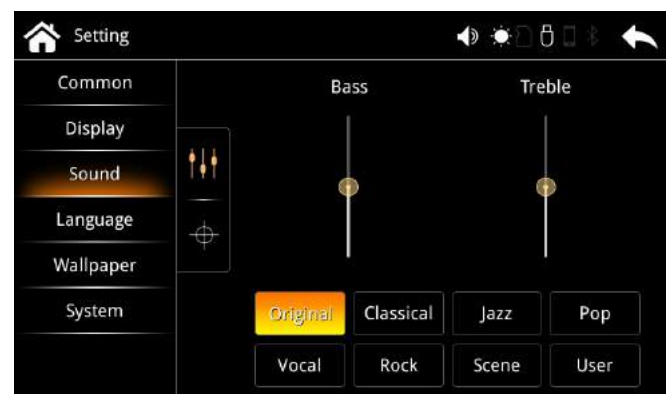 Setting
Common
Display
Sound
Language
Wallpaper
System
Bass Treble
Original Classical Jazz Pop
Vocal Rock Scene User